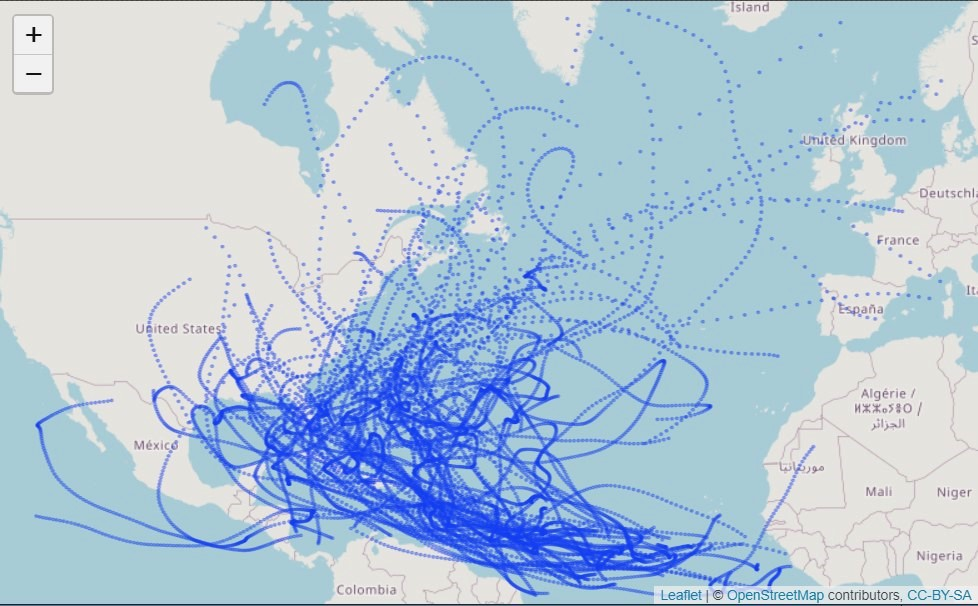 +
−
Ísland
United Kingdom
Deutschla
France
Ita
España
United States
Algérie /
ⵍⵣⵣⴰⵢⴻⵔ /
الجزائر
México
موريتانيا
Mali
Niger
Nigeria
Colombia
Leaflet | © OpenStreetMap contributors, CC-BY-SA